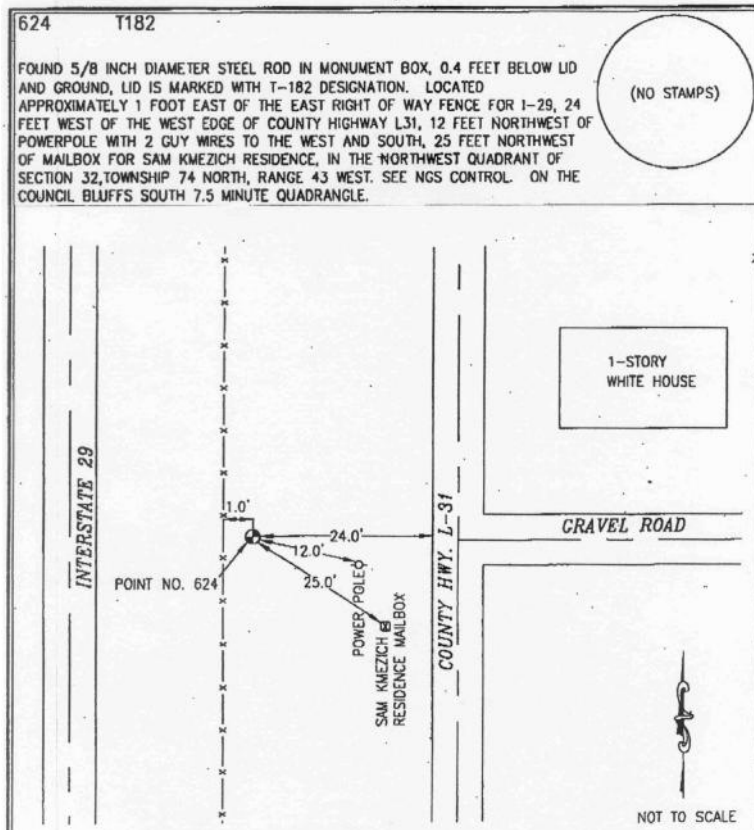 624 T182
FOUND 5/8 INCH DIAMETER STEEL ROD IN MONUMENT BOX, 0.4 FEET BELOW LID
AND GROUND, LID IS MARKED WITH T-182 DESIGNATION. LOCATED
APPROXIMATELY 1 FOOT EAST OF THE EAST RIGHT OF WAY FENCE FOR I-29, 24
FEET WEST OF THE WEST EDGE OF COUNTY HIGHWAY L31, 12 FEET NORTHWEST OF
POWERPOLE WITH 2 GUY WIRES TO THE WEST AND SOUTH, 25 FEET NORTHWEST
OF MAILBOX FOR SAM KMEZICH RESIDENCE, IN THE NORTHWEST QUADRANT OF
SECTION 32,TOWNSHIP 74 NORTH, RANGE 43 WEST. SEE NGS CONTROL. ON THE
COUNCIL BLUFFS SOUTH 7.5 MINUTE QUADRANGLE.
(NO STAMPS)
1-STORY
WHITE HOUSE
INTERSTATE 29
1.0'
24.0'
12.0'
25.0'
POINT NO. 624
POWER POLE
SAM KMEZICH
RESIDENCE MAILBOX
COUNTY HWY. L-31
GRAVEL ROAD
NOT TO SCALE